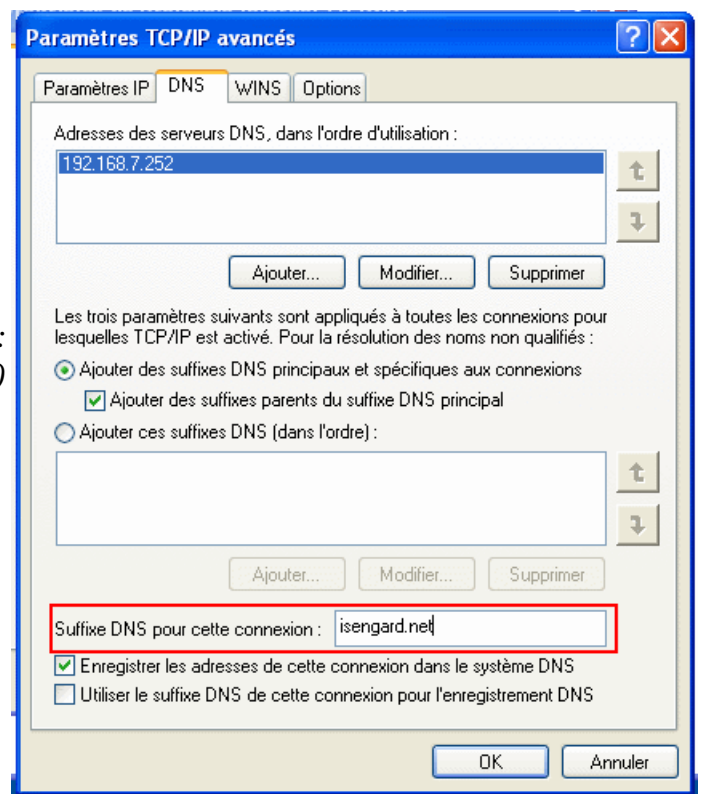 Paramètres TCP/IP avancés
Paramètres IP DNS WINS Options
Adresses des serveurs DNS, dans l'ordre d'utilisation :
192.168.7.252
Ajouter... Modifier... Supprimer
Les trois paramètres suivants sont appliqués à toutes les connexions pour
lesquelles TCP/IP est activé. Pour la résolution des noms non qualifiés :
Ajouter des suffixes DNS principaux et spécifiques aux connexions
Ajouter des suffixes parents du suffixe DNS principal
Ajouter ces suffixes DNS (dans l'ordre) :
Ajouter... Modifier... Supprimer
Suffixe DNS pour cette connexion : isengard.net
Enregistrer les adresses de cette connexion dans le système DNS
Utiliser le suffixe DNS de cette connexion pour l'enregistrement DNS
OK Annuler